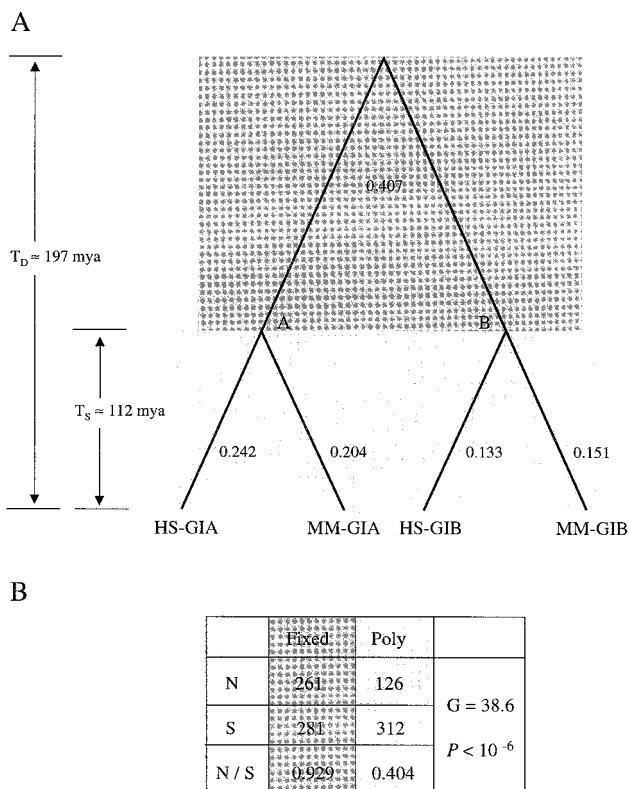 A
0.407
T_D ≈ 197 mya
A B
T_S ≈ 112 mya
0.242 0.204 0.133 0.151
HS-GIA MM-GIA HS-GIB MM-GIB
B
Fixed Poly
N 261 126
G = 38.6
S 281 312
P < 10⁻⁶
N / S 0.929 0.404